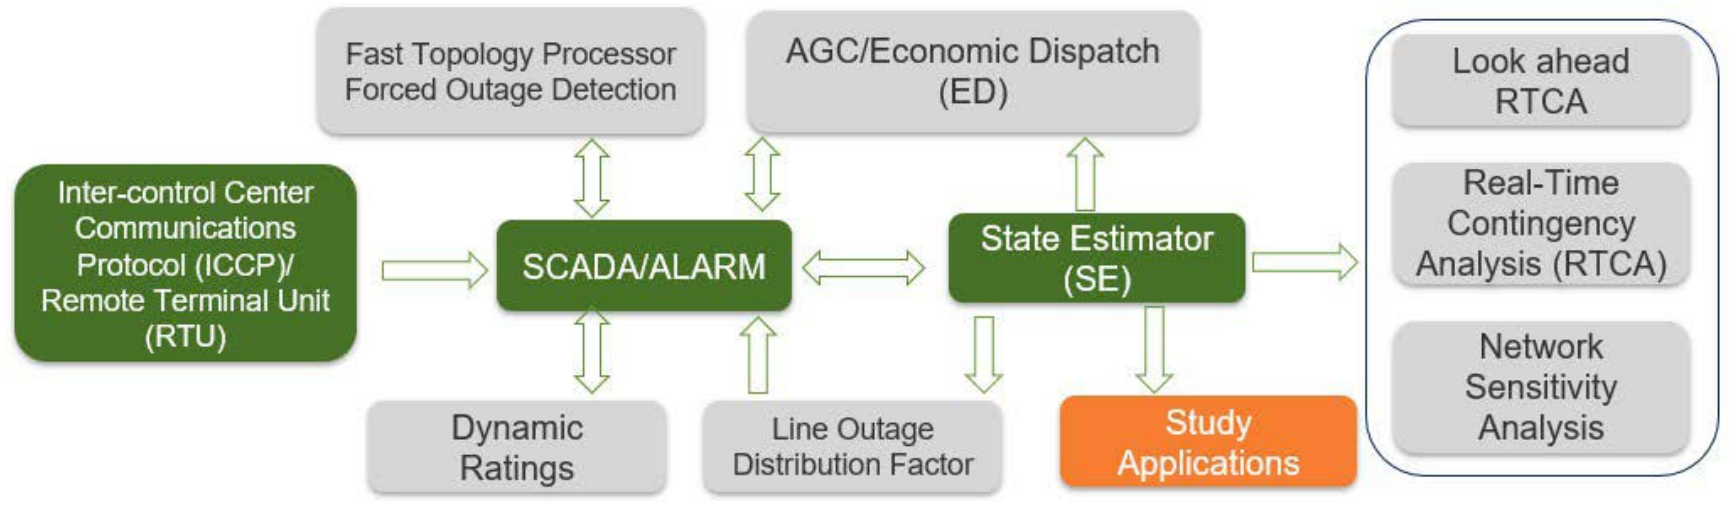 Fast Topology Processor
Forced Outage Detection
AGC/Economic Dispatch
(ED)
Look ahead
RTCA
Inter-control Center
Communications
Protocol (ICCP)/
Remote Terminal Unit
(RTU)
SCADA/ALARM
State Estimator
(SE)
Real-Time
Contingency
Analysis (RTCA)
Dynamic
Ratings
Line Outage
Distribution Factor
Study
Applications
Network
Sensitivity
Analysis